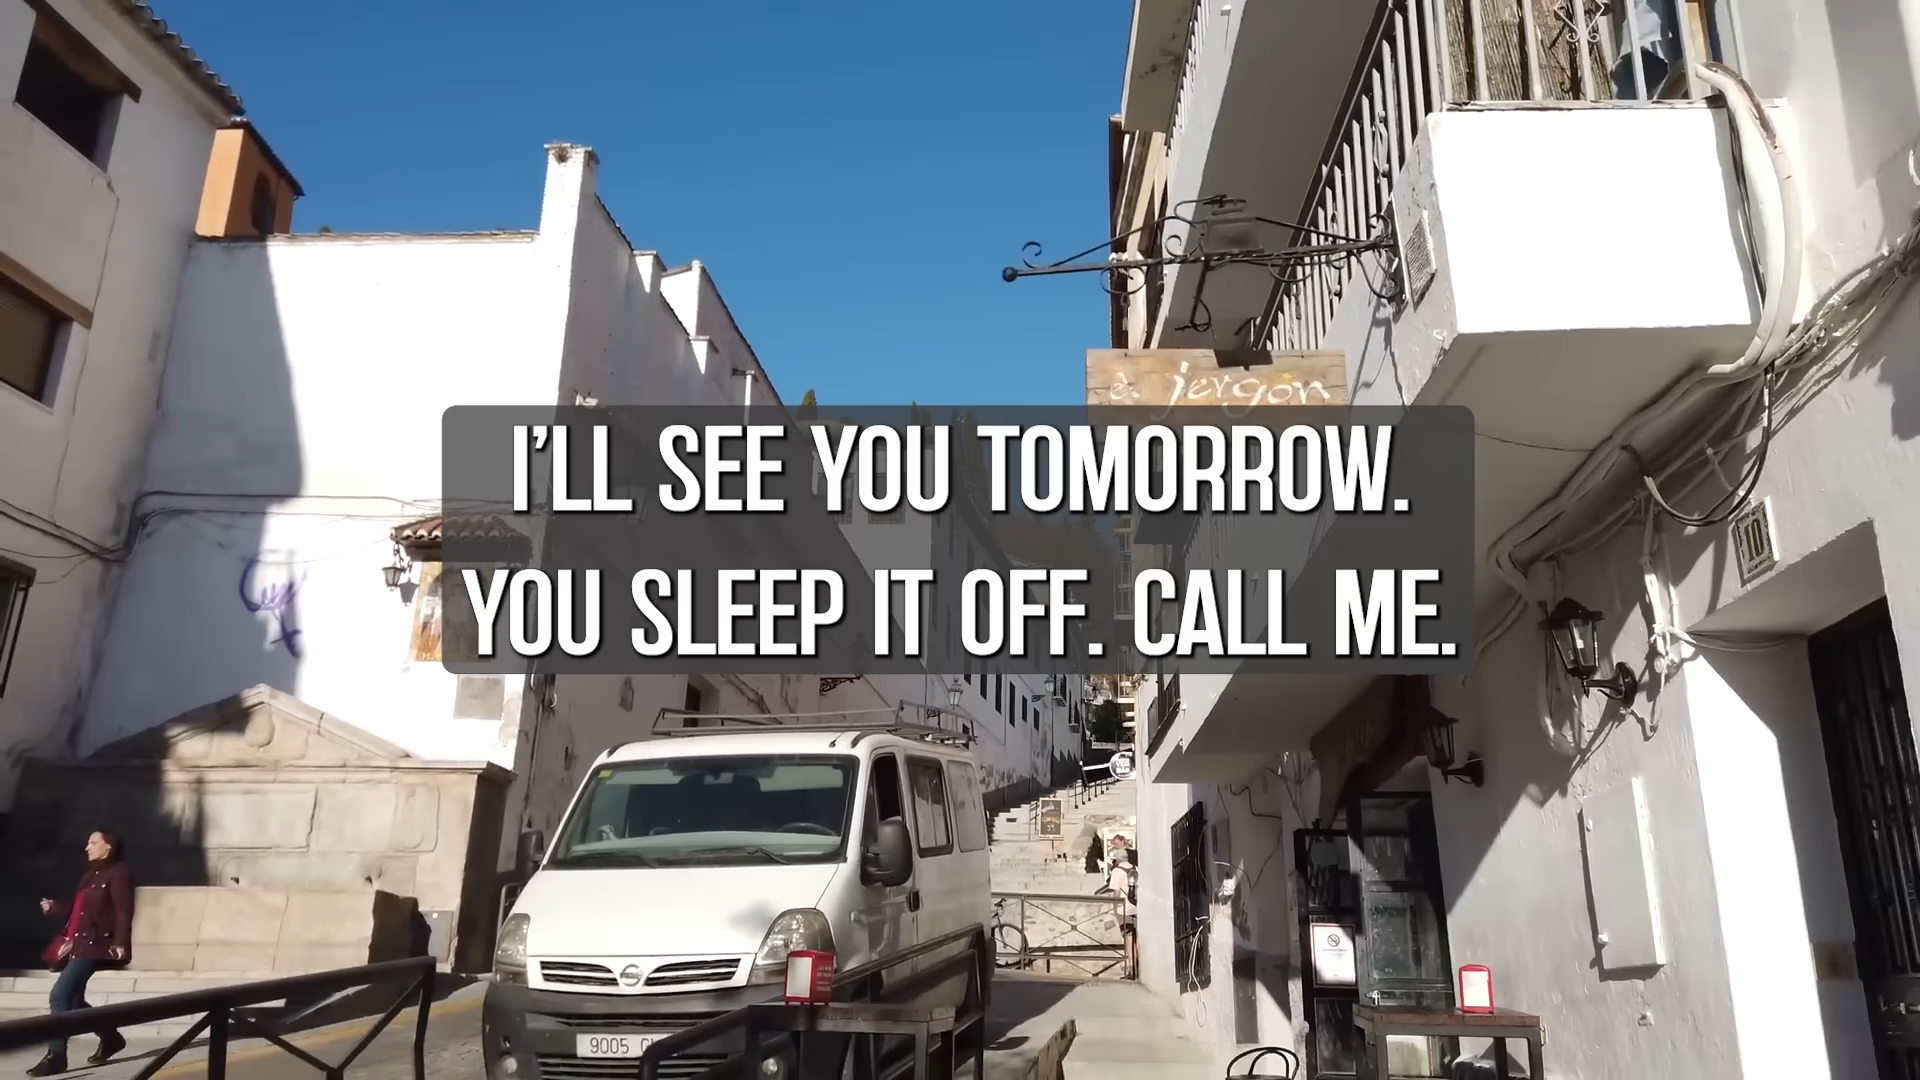 jergón
I'LL SEE YOU TOMORROW.
YOU SLEEP IT OFF. CALL ME.
10
9005